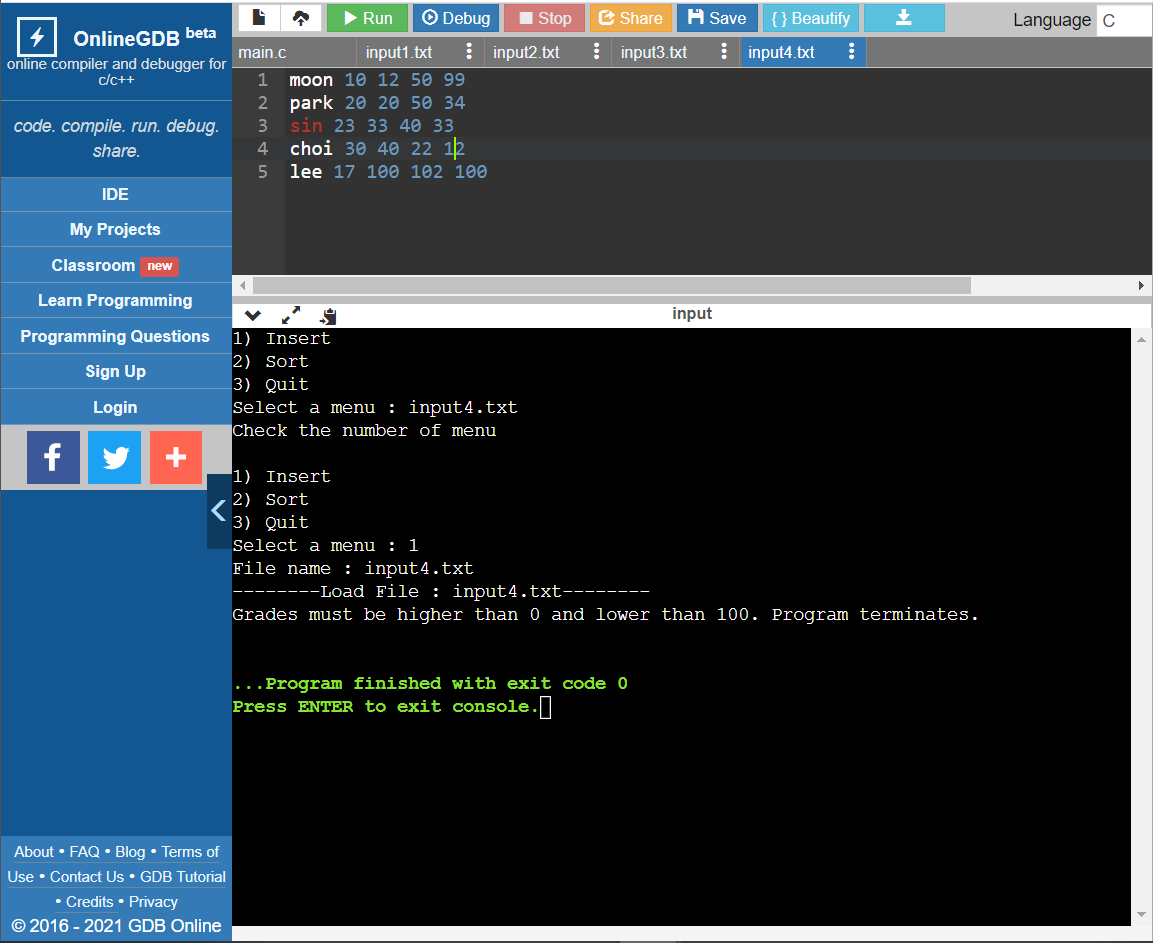 OnlineGDB beta
online compiler and debugger for
c/c++
code. compile. run. debug.
share.
IDE
My Projects
Classroom new
Learn Programming
Programming Questions
Sign Up
Login
About • FAQ • Blog • Terms of
Use • Contact Us • GDB Tutorial
• Credits • Privacy
© 2016 - 2021 GDB Online
Run Debug Stop Share Save { } Beautify Language C
main.c input1.txt input2.txt input3.txt input4.txt
1 moon 10 12 50 99
2 park 20 20 50 34
3 sin 23 33 40 33
4 choi 30 40 22 12
5 lee 17 100 102 100
input
1) Insert
2) Sort
3) Quit
Select a menu : input4.txt
Check the number of menu
1) Insert
2) Sort
3) Quit
Select a menu : 1
File name : input4.txt
--------Load File : input4.txt--------
Grades must be higher than 0 and lower than 100. Program terminates.
...Program finished with exit code 0
Press ENTER to exit console.